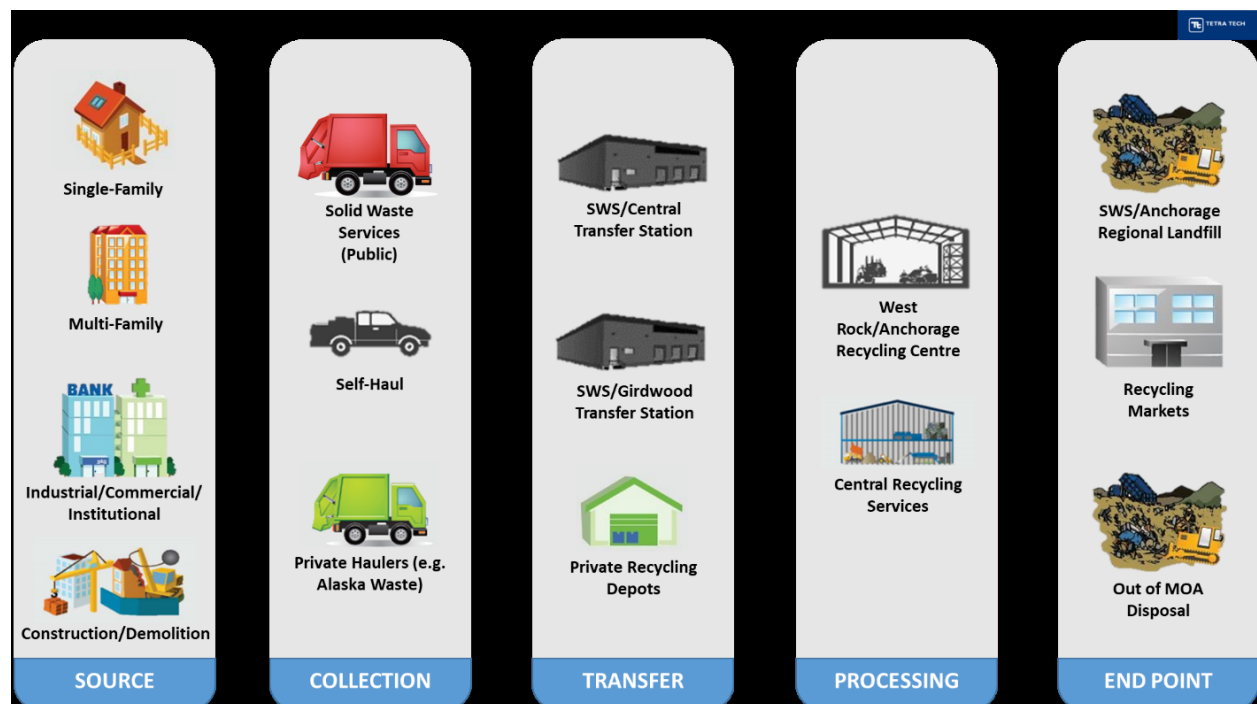 TETRA TECH
Single-Family
Multi-Family
BANK
Industrial/Commercial/
Institutional
Construction/Demolition
SOURCE
Solid Waste
Services
(Public)
Self-Haul
Private Haulers (e.g.
Alaska Waste)
COLLECTION
SWS/Central
Transfer Station
SWS/Girdwood
Transfer Station
Private Recycling
Depots
TRANSFER
West
Rock/Anchorage
Recycling Centre
Central Recycling
Services
PROCESSING
SWS/Anchorage
Regional Landfill
Recycling
Markets
Out of MOA
Disposal
END POINT